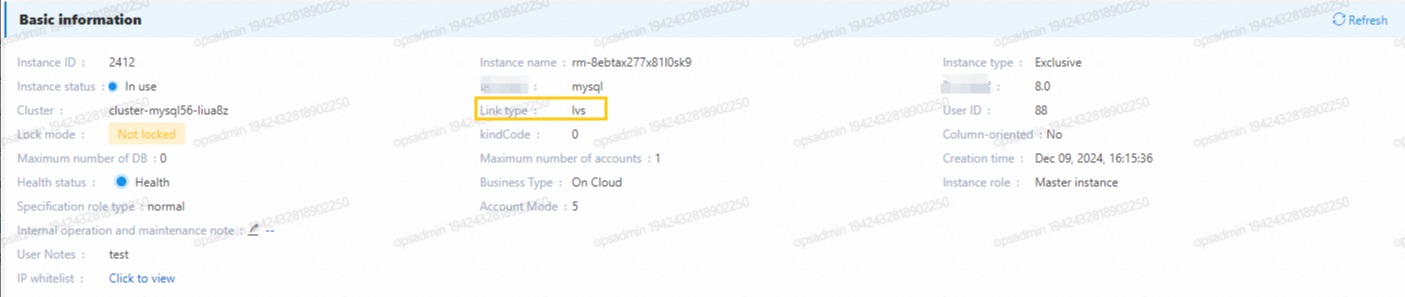 Basic information Refresh
Instance ID : 2412 Instance name : rm-8ebtax277x81l0sk9 Instance type : Exclusive
Instance status : In use : mysql : 8.0
Cluster : cluster-mysql56-liua8z Link type : lvs User ID : 88
Lock mode : Not locked kindCode : 0 Column-oriented : No
Maximum number of DB : 0 Maximum number of accounts : 1 Creation time : Dec 09, 2024, 16:15:36
Health status : Health Business Type : On Cloud Instance role : Master instance
Specification role type : normal Account Mode : 5
Internal operation and maintenance note : --
User Notes : test
IP whitelist : Click to view
opsadmin 1942432818902250